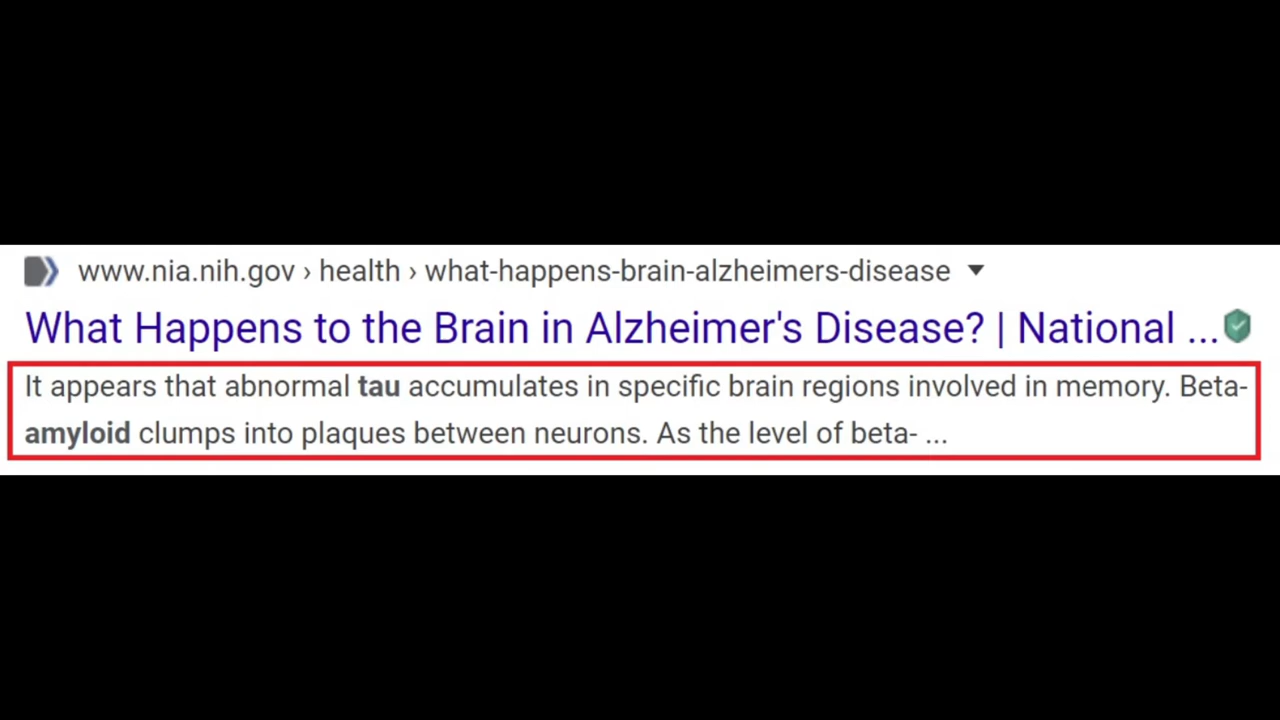 www.nia.nih.gov › health › what-happens-brain-alzheimers-disease
What Happens to the Brain in Alzheimer's Disease? | National ...
It appears that abnormal tau accumulates in specific brain regions involved in memory. Beta-
amyloid clumps into plaques between neurons. As the level of beta- ...